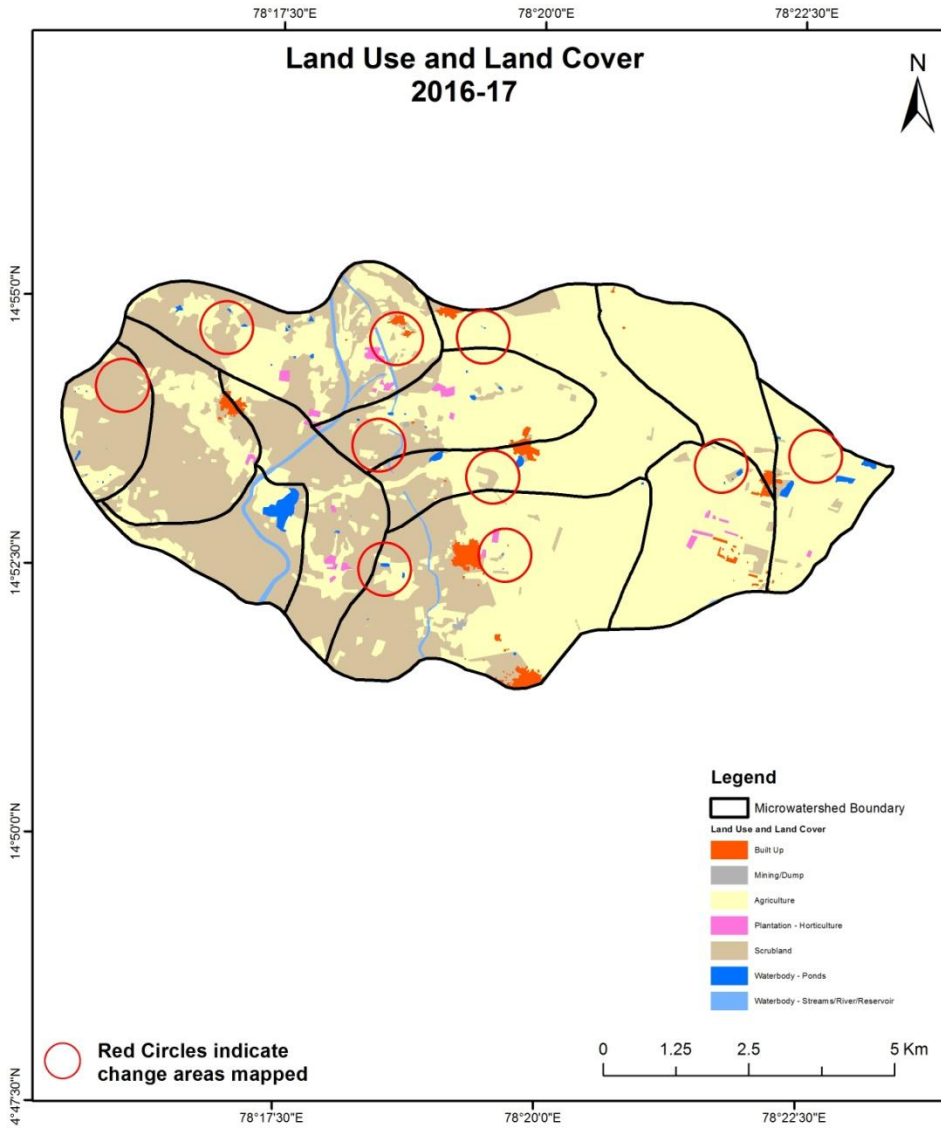 78°17'30"E 78°20'0"E 78°22'30"E
Land Use and Land Cover
2016-17
N
14°55'0"N
14°52'30"N
14°50'0"N
4°47'30"N
Legend
Microwatershed Boundary
Land Use and Land Cover
Built Up
Mining/Dump
Agriculture
Plantation - Horticulture
Scrubland
Waterbody - Ponds
Waterbody - Streams/River/Reservoir
Red Circles indicate
change areas mapped
0 1.25 2.5 5 Km
78°17'30"E 78°20'0"E 78°22'30"E